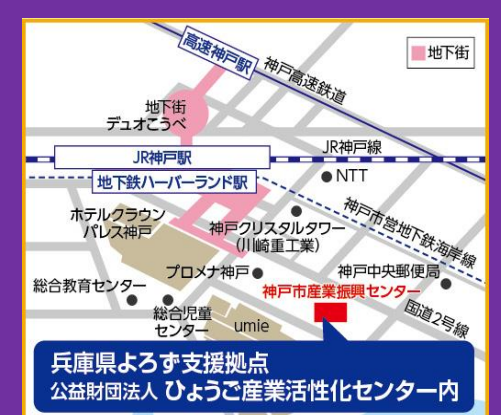 高速神戸駅
神戸高速鉄道
地下街
地下街
デュオこうべ
JR神戸線
JR神戸駅
NTT
地下鉄ハーバーランド駅
神戸市営地下鉄海岸線
ホテルクラウン
パレス神戸
神戸クリスタルタワー
(川崎重工業)
プロメナ神戸
神戸中央郵便局
総合教育センター
神戸市産業振興センター
国道2号線
総合児童
センター
umie
兵庫県よろず支援拠点
公益財団法人 ひょうご産業活性化センター内